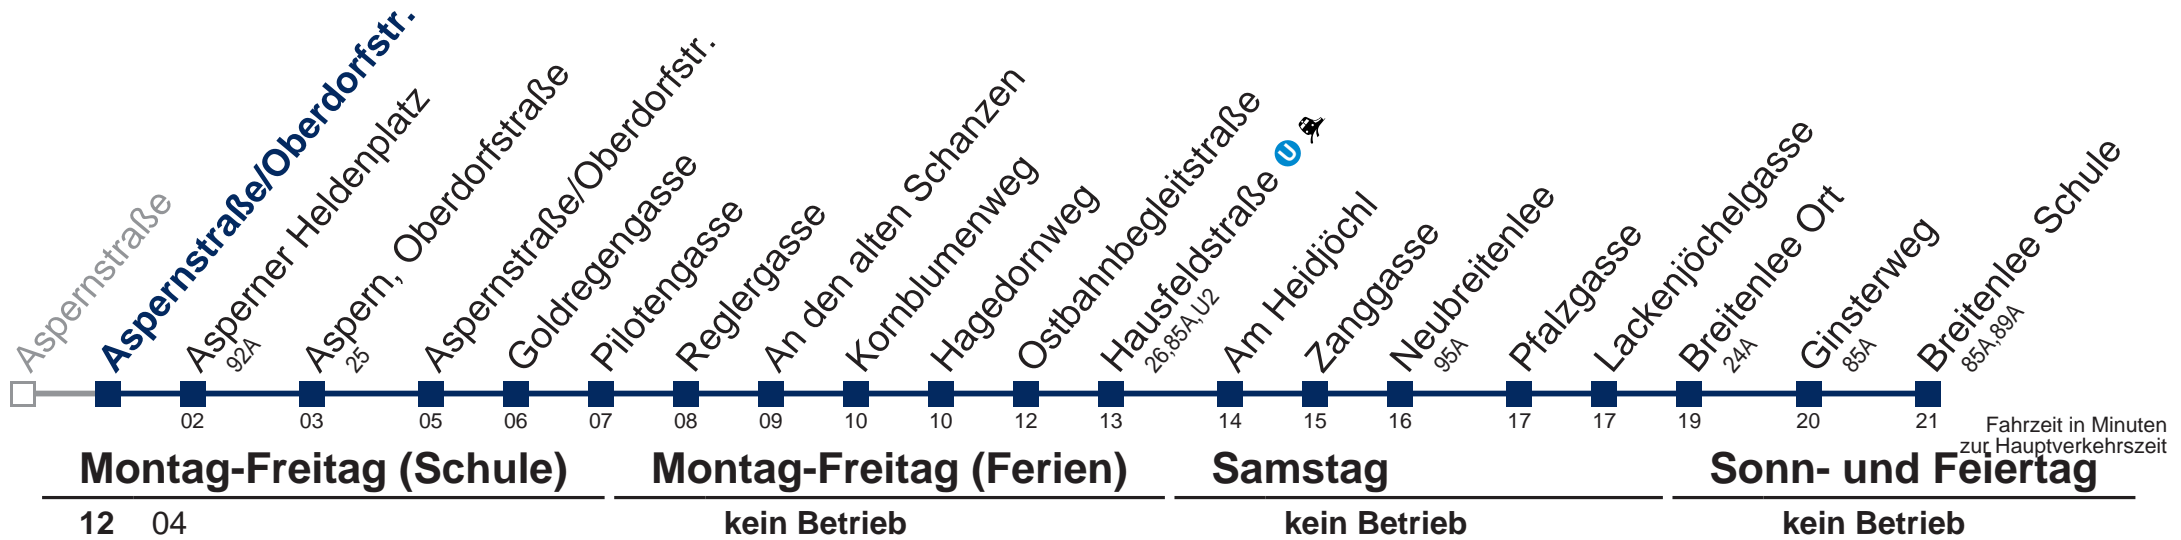 Aspernstraße
Aspernstraße/Oberdorfstr.
Asperner Heldenplatz
92A
Aspern, Oberdorfstraße
25
Aspernstraße/Oberdorfstr.
Goldregengasse
Pilotengasse
Reglergasse
An den alten Schanzen
Kornblumenweg
Hagedornweg
Ostbahnbegleitstraße
Hausfeldstraße U
26,85A,U2
Am Heidjöchl
Zanggasse
Neubreitenlee
95A
Pfalzgasse
Lackenjöchelgasse
Breitenlee Ort
24A
Ginsterweg
85A
Breitenlee Schule
85A,89A
02 03 05 06 07 08 09 10 10 12 13 14 15 16 17 17 19 20 21
Fahrzeit in Minuten
zur Hauptverkehrszeit
Montag-Freitag (Schule) Montag-Freitag (Ferien) Samstag Sonn- und Feiertag
12 04 kein Betrieb kein Betrieb kein Betrieb